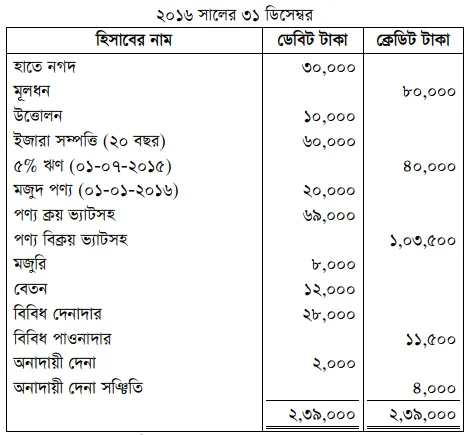 ২০১৬ সালের ৩১ ডিসেম্বর
হিসাবের নাম ডেবিট টাকা ক্রেডিট টাকা
হাতে নগদ ৩০,০০০
মূলধন ৮০,০০০
উত্তোলন ১০,০০০
ইজারা সম্পত্তি (২০ বছর) ৬০,০০০
৫% ঋণ (০১-০৭-২০১৫) ৪০,০০০
মজুদ পণ্য (০১-০১-২০১৬) ২০,০০০
পণ্য ক্রয় ভ্যাটসহ ৬৯,০০০
পণ্য বিক্রয় ভ্যাটসহ ১,০৩,৫০০
মজুরি ৮,০০০
বেতন ১২,০০০
বিবিধ দেনাদার ২৮,০০০
বিবিধ পাওনাদার ১১,৫০০
অনাদায়ী দেনা ২,০০০
অনাদায়ী দেনা সঞ্চিতি ৪,০০০
২,৩৯,০০০ ২,৩৯,০০০